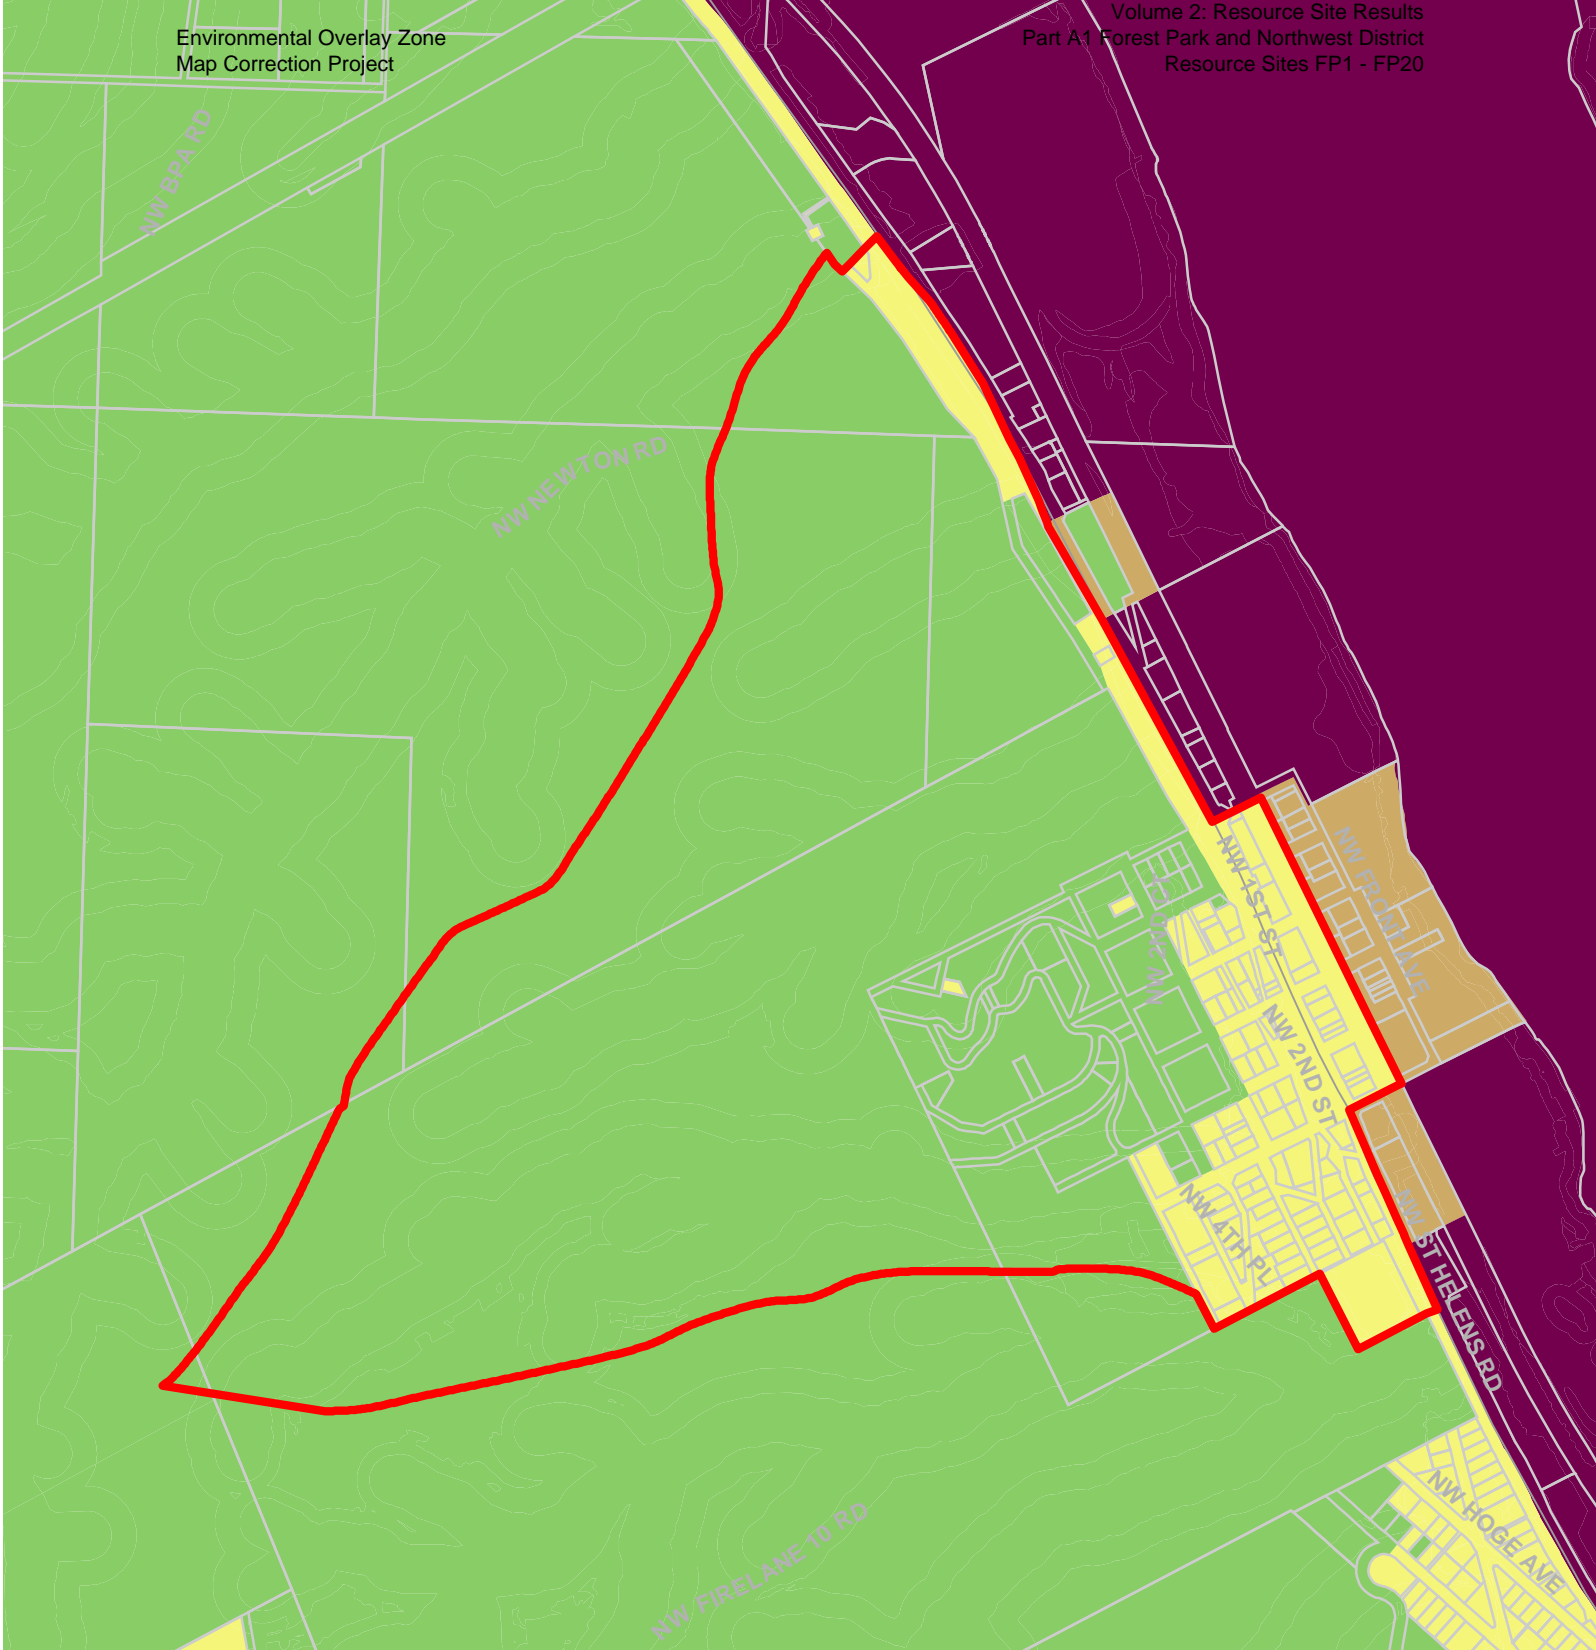 Environmental Overlay Zone
Map Correction Project
Volume 2: Resource Site Results
Part A1 Forest Park and Northwest District
Resource Sites FP1 - FP20
NW BPA RD
NW NEWTON RD
NW 1ST ST
NW FRONT AVE
NW 2ND ST
NW 4TH PL
NW ST HELENS RD
NW HOGE AVE
NW FIRELANE 10 RD